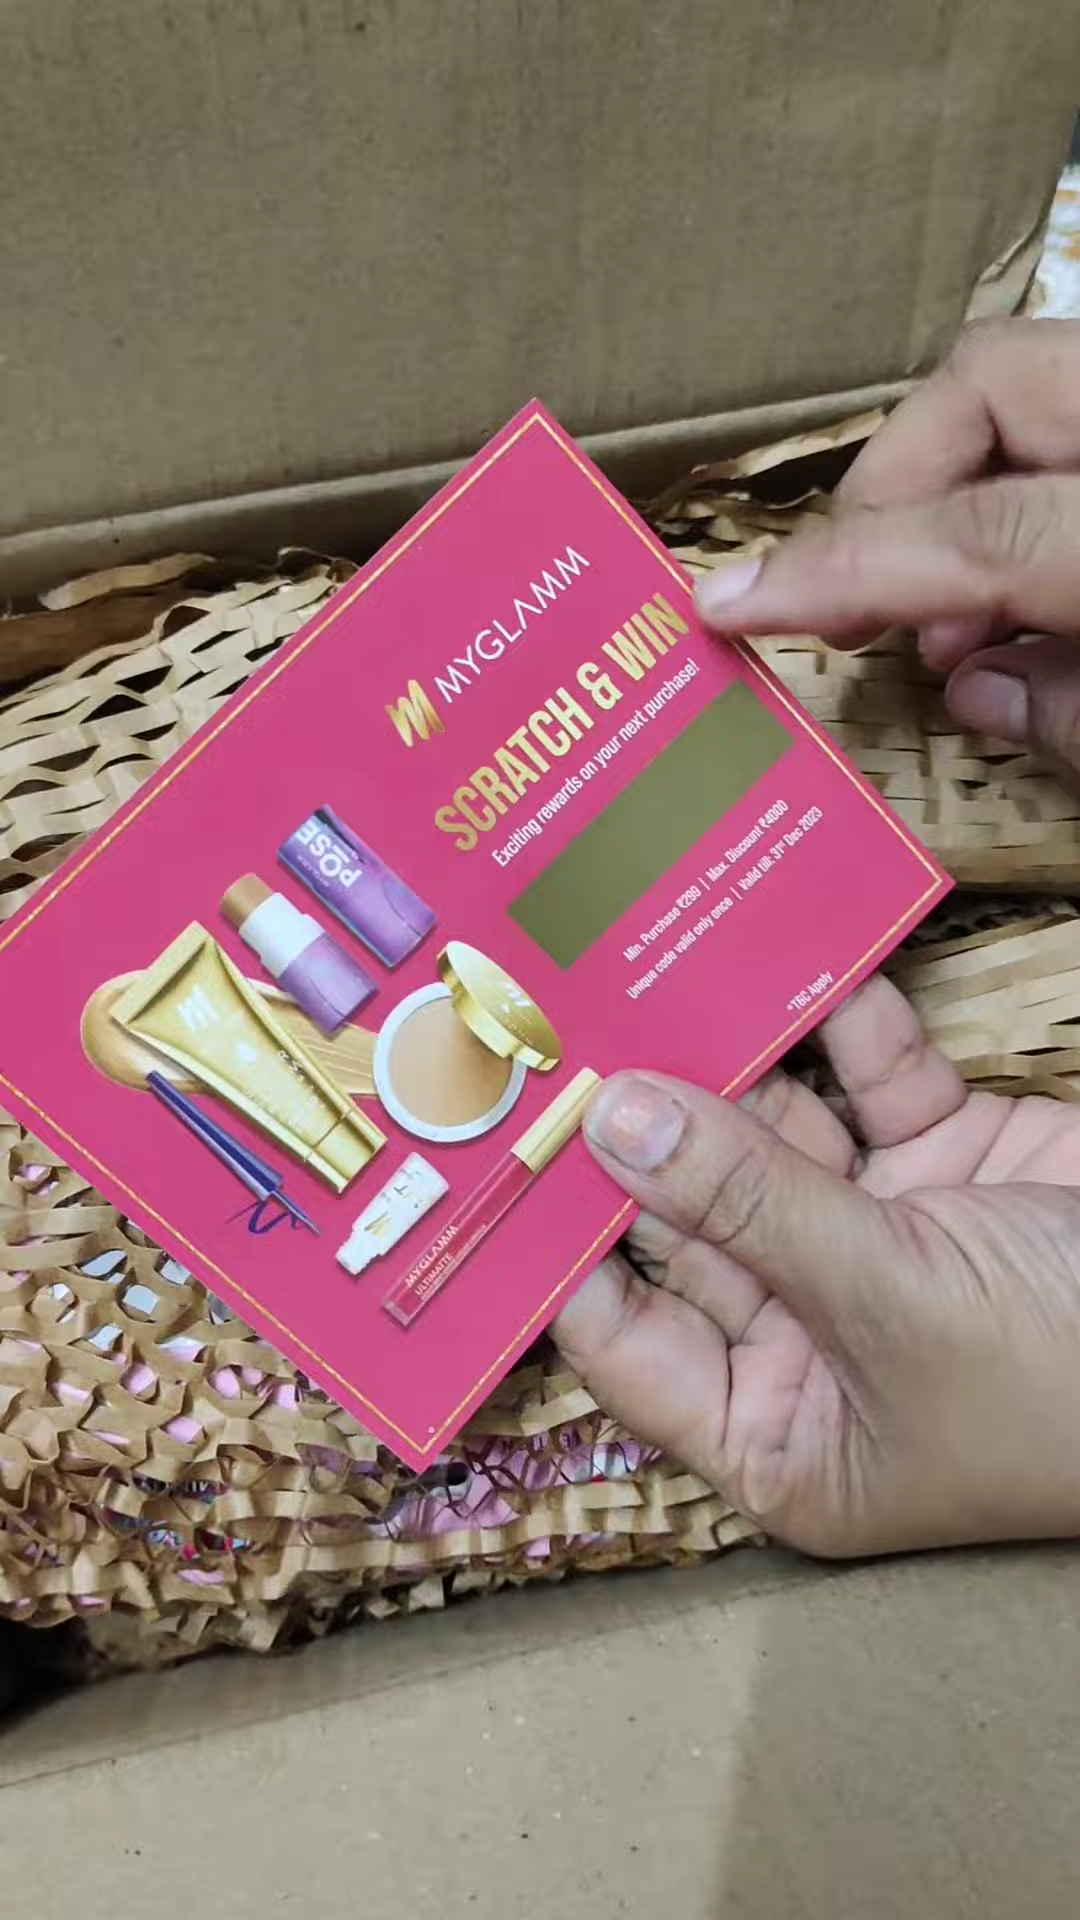 MYGLAMM
SCRATCH & WIN
Exciting rewards on your next purchase!
Min. Purchase ₹299 | Max. Discount ₹4000
Unique code valid only once | Valid till: 31st Dec 2023
*T&C Apply
POSE
MYGLAMM
ULTIMATTE